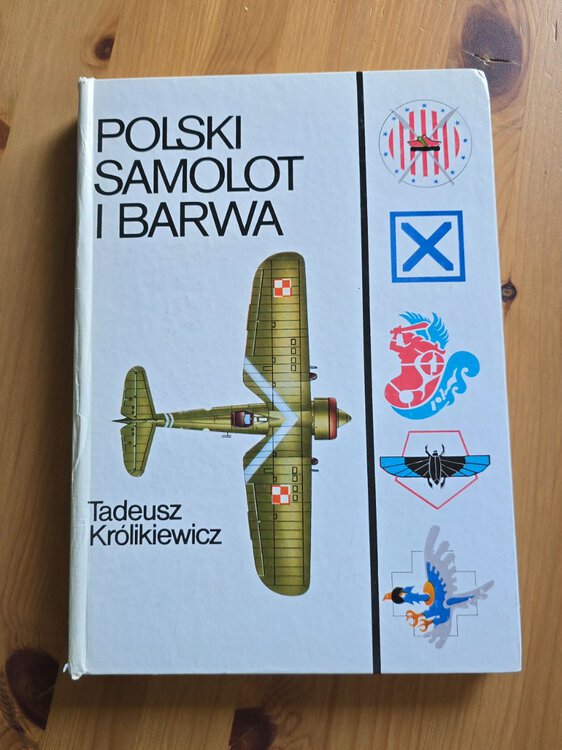 POLSKI
SAMOLOT
I BARWA
Tadeusz
Królikiewicz